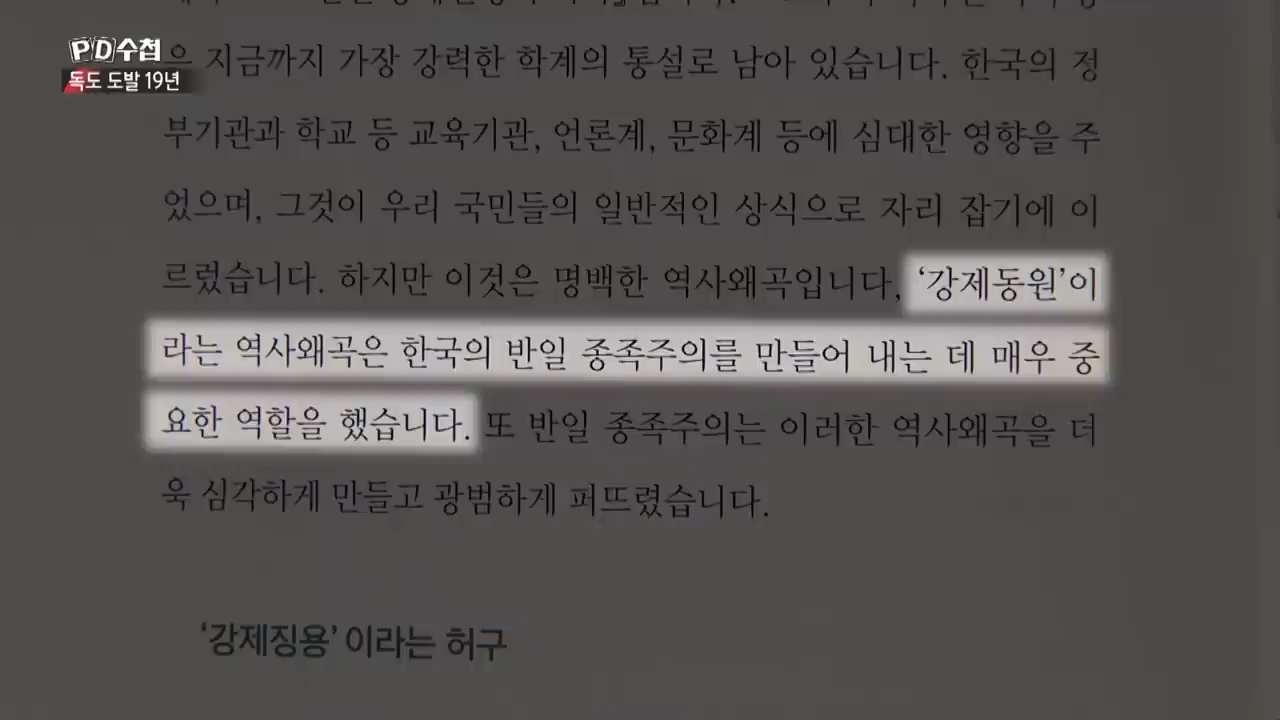 PD수첩
독도 도발 19년
은 지금까지 가장 강력한 학계의 통설로 남아 있습니다. 한국의 정
부기관과 학교 등 교육기관, 언론계, 문화계 등에 심대한 영향을 주
었으며, 그것이 우리 국민들의 일반적인 상식으로 자리 잡기에 이
르렀습니다. 하지만 이것은 명백한 역사왜곡입니다, ‘강제동원’이
라는 역사왜곡은 한국의 반일 종족주의를 만들어 내는 데 매우 중
요한 역할을 했습니다. 또 반일 종족주의는 이러한 역사왜곡을 더
욱 심각하게 만들고 광범하게 퍼뜨렸습니다.
‘강제징용’이라는 허구